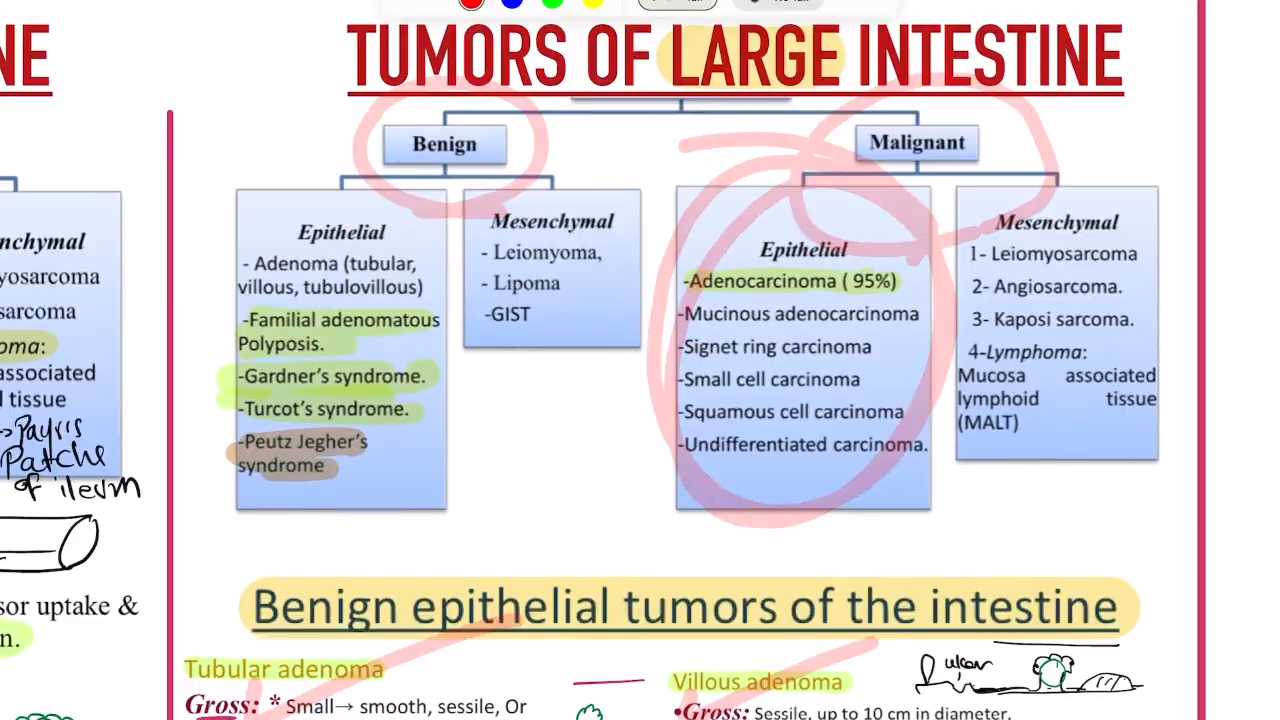 NE
TUMORS OF LARGE INTESTINE
Benign
Malignant
nchymal
yosarcoma
sarcoma
oma:
associated
l tissue
Payris
Patche
of ileum
sor uptake &
n.
Epithelial
- Adenoma (tubular,
villous, tubulovillous)
-Familial adenomatous
Polyposis.
-Gardner's syndrome.
-Turcot's syndrome.
-Peutz Jegher's
syndrome
Mesenchymal
- Leiomyoma,
- Lipoma
-GIST
Epithelial
-Adenocarcinoma ( 95%)
-Mucinous adenocarcinoma
-Signet ring carcinoma
-Small cell carcinoma
-Squamous cell carcinoma
-Undifferentiated carcinoma.
Mesenchymal
1- Leiomyosarcoma
2- Angiosarcoma.
3- Kaposi sarcoma.
4-Lymphoma:
Mucosa associated
lymphoid tissue
(MALT)
Benign epithelial tumors of the intestine
Tubular adenoma
Gross: * Small→ smooth, sessile, Or
Villous adenoma
ulcer
•Gross: Sessile, up to 10 cm in diameter,